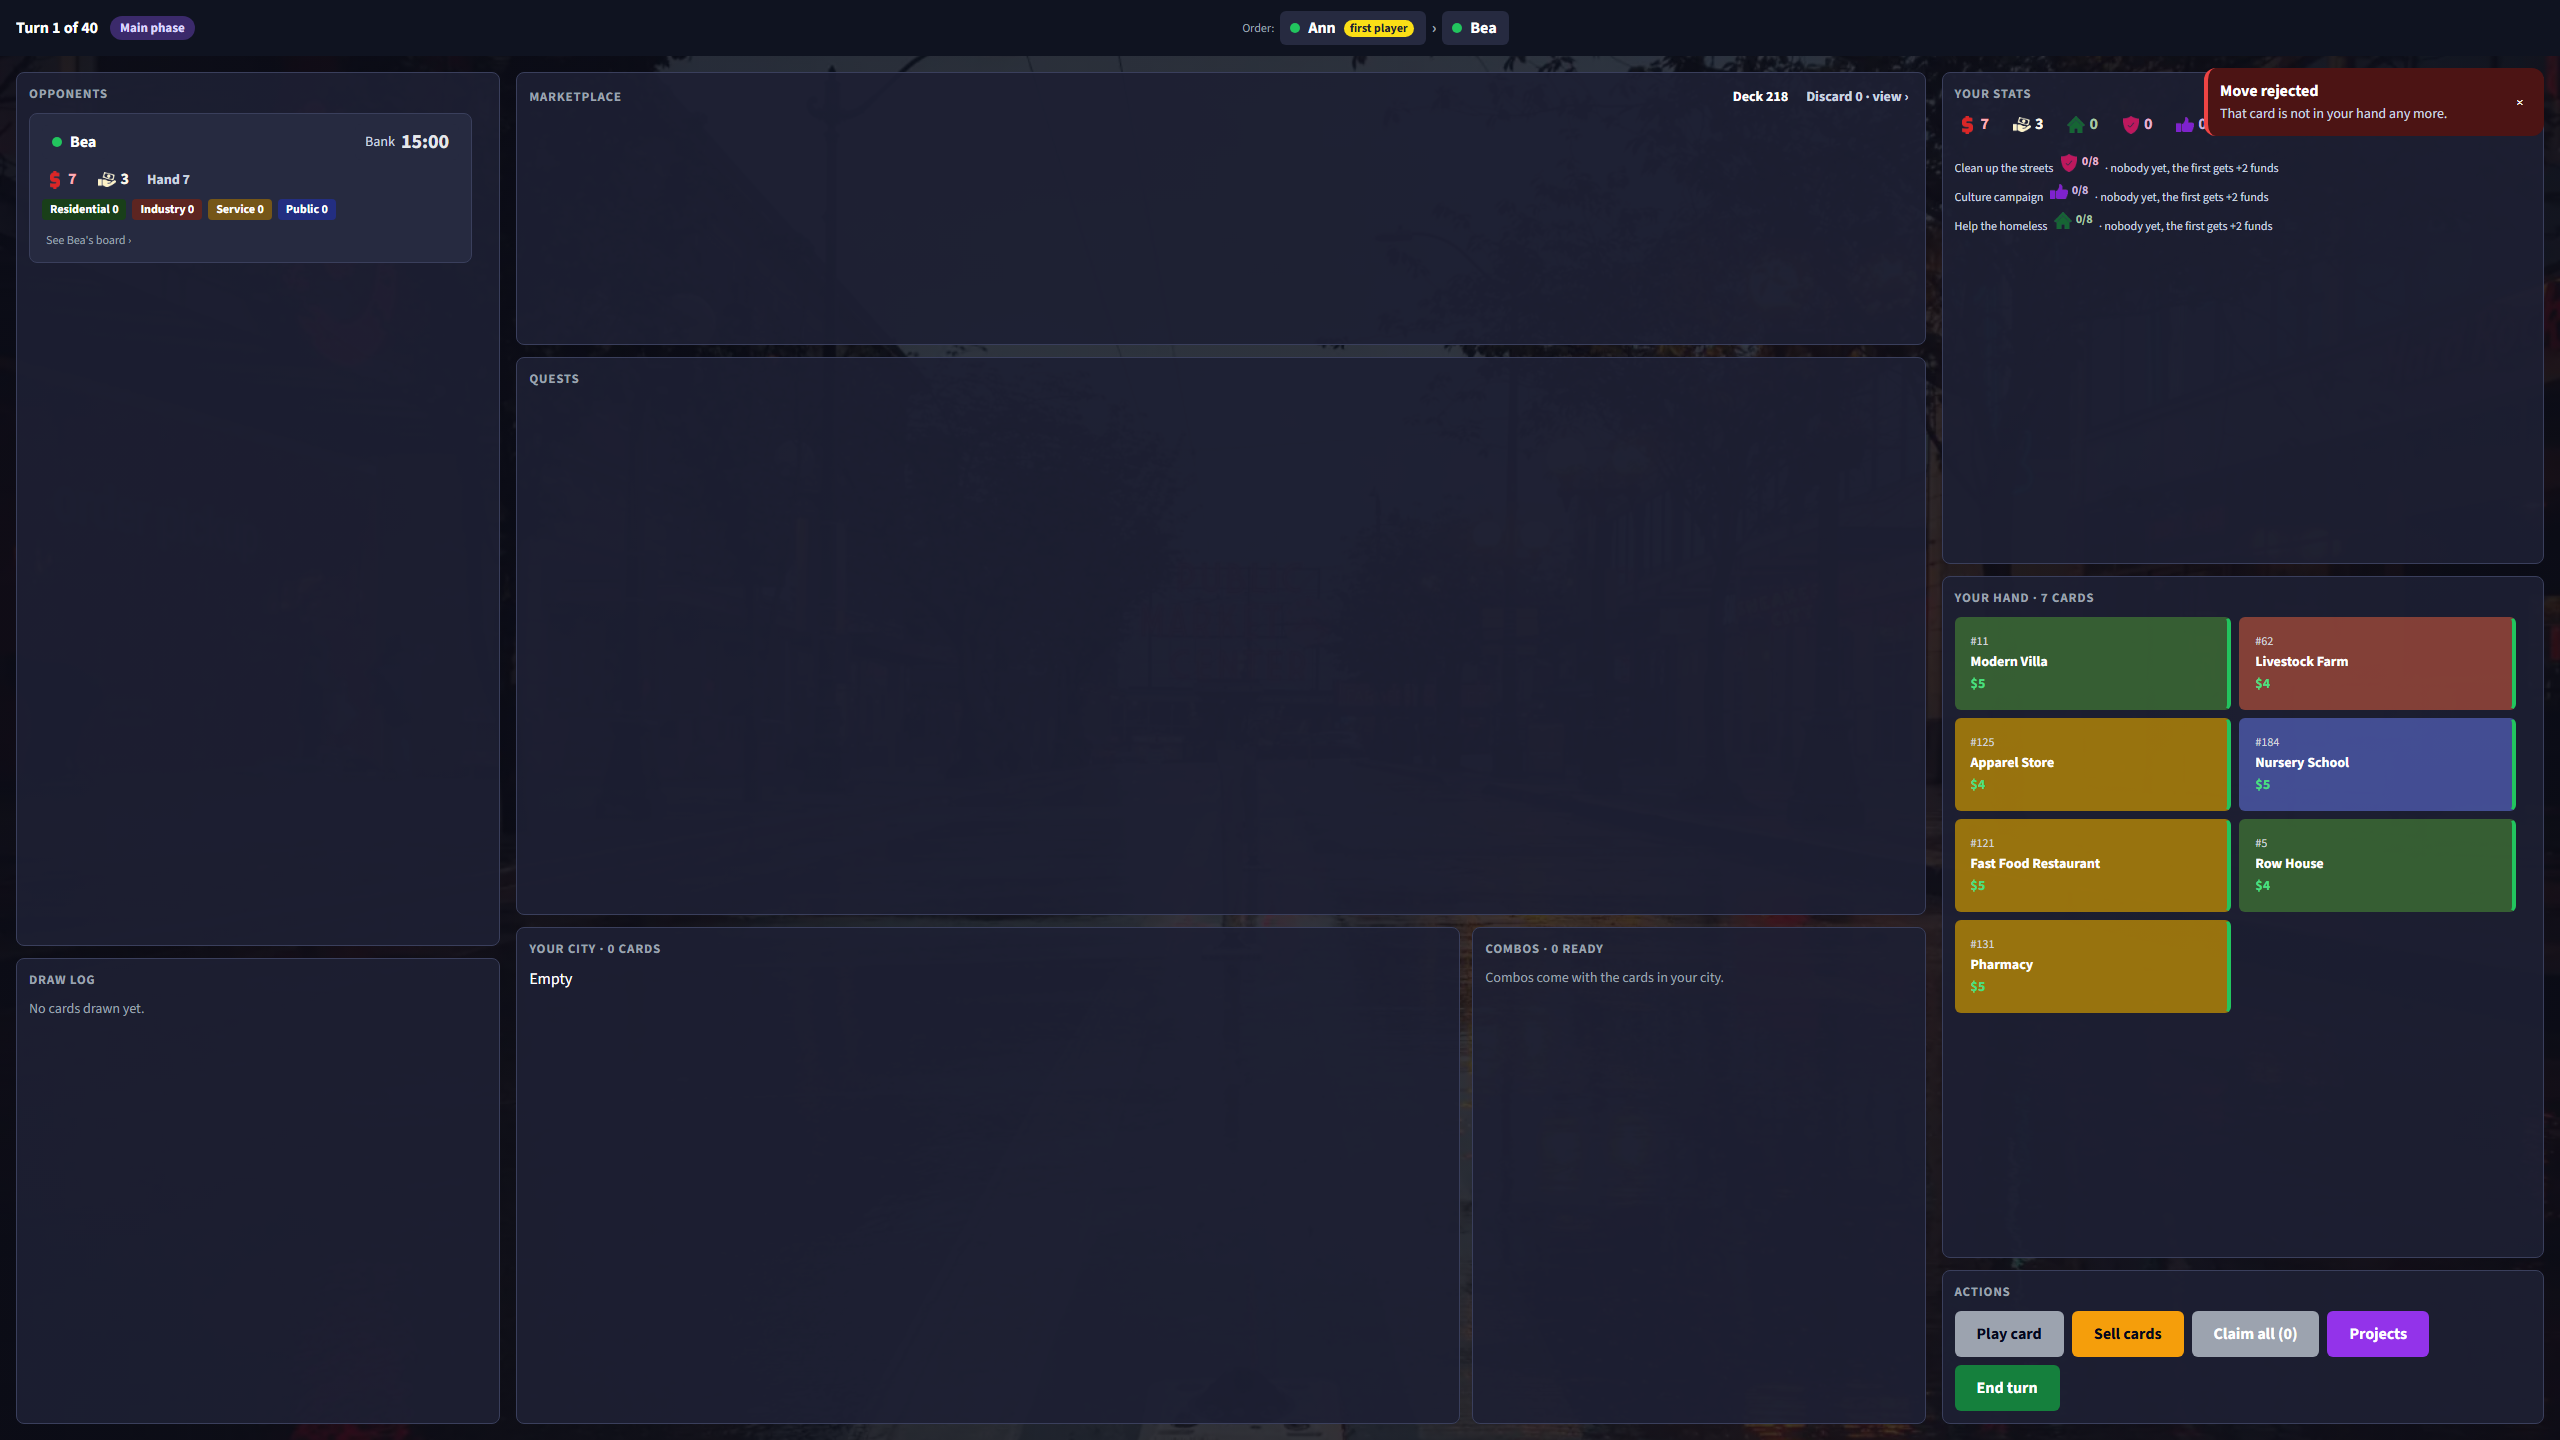 Turn 1 of 40
Main phase
Order:
Ann
first player
›
Bea
OPPONENTS
Bea
Bank 15:00
7
3
Hand 7
Residential 0
Industry 0
Service 0
Public 0
See Bea's board ›
DRAW LOG
No cards drawn yet.
MARKETPLACE
Deck 218
Discard 0 · view ›
QUESTS
YOUR CITY · 0 CARDS
Empty
COMBOS · 0 READY
Combos come with the cards in your city.
YOUR STATS
7
3
0
0
0
Move rejected
That card is not in your hand any more.
×
Clean up the streets 0/8 · nobody yet, the first gets +2 funds
Culture campaign 0/8 · nobody yet, the first gets +2 funds
Help the homeless 0/8 · nobody yet, the first gets +2 funds
YOUR HAND · 7 CARDS
#11
Modern Villa
$5
#62
Livestock Farm
$4
#125
Apparel Store
$4
#184
Nursery School
$5
#121
Fast Food Restaurant
$5
#5
Row House
$4
#131
Pharmacy
$5
ACTIONS
Play card
Sell cards
Claim all (0)
Projects
End turn